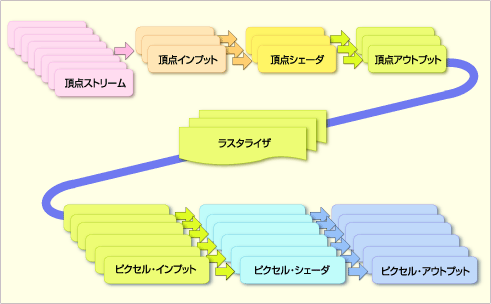 頂点ストリーム
頂点インプット
頂点シェーダ
頂点アウトプット
ラスタライザ
ピクセル・インプット
ピクセル・シェーダ
ピクセル・アウトプット